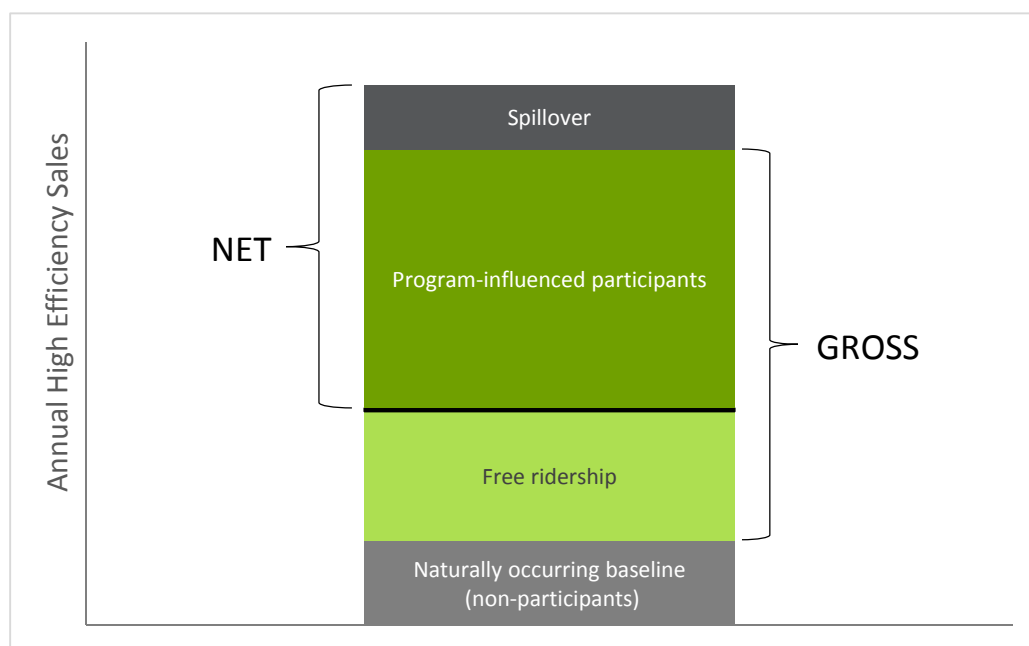 Annual High Efficiency Sales
NET
Spillover
Program-influenced participants
GROSS
Free ridership
Naturally occurring baseline
(non-participants)